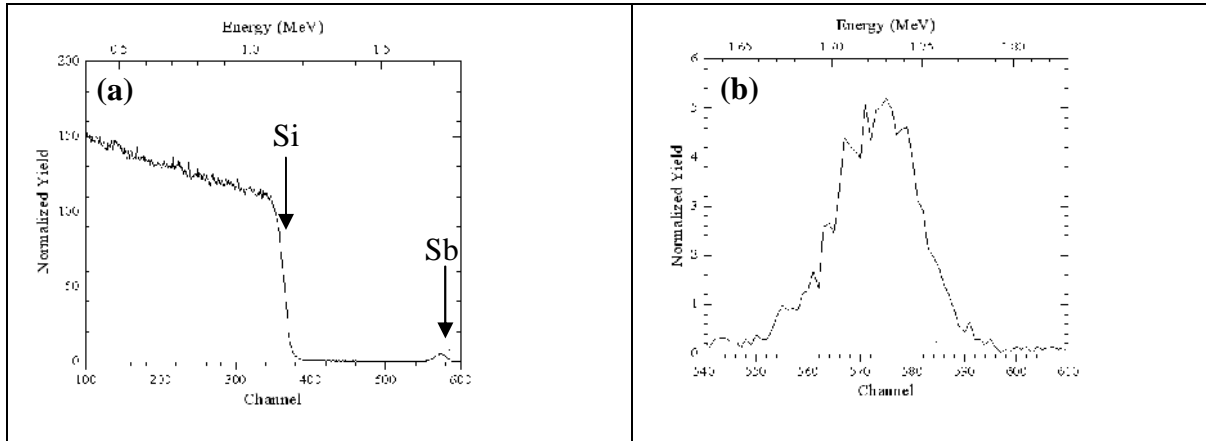 Energy (MeV)
0.5 1.0 1.5
200
(a)
150
100
50
0
Normalized Yield
Si
Sb
100 200 300 400 500 600
Channel
Energy (MeV)
1.65 1.70 1.75 1.80
6
(b)
5
4
3
2
1
0
Normalized Yield
540 550 560 570 580 590 600 610
Channel